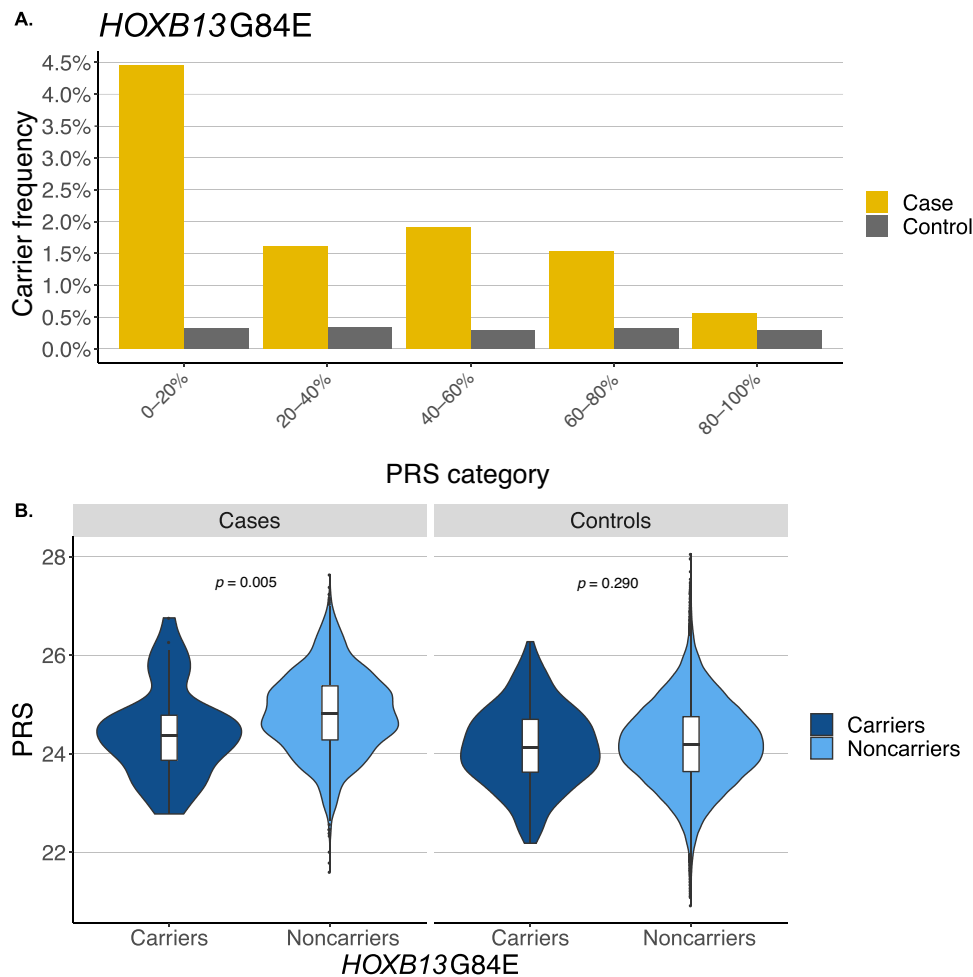 A.
HOXB13 G84E
4.5%
4.0%
3.5%
3.0%
2.5%
2.0%
1.5%
1.0%
0.5%
0.0%
Carrier frequency
Case
Control
0–20%
20–40%
40–60%
60–80%
80–100%
PRS category
B.
Cases
Controls
28
26
24
22
PRS
p = 0.005
p = 0.290
Carriers
Noncarriers
Carriers
Noncarriers
Carriers
Noncarriers
HOXB13 G84E